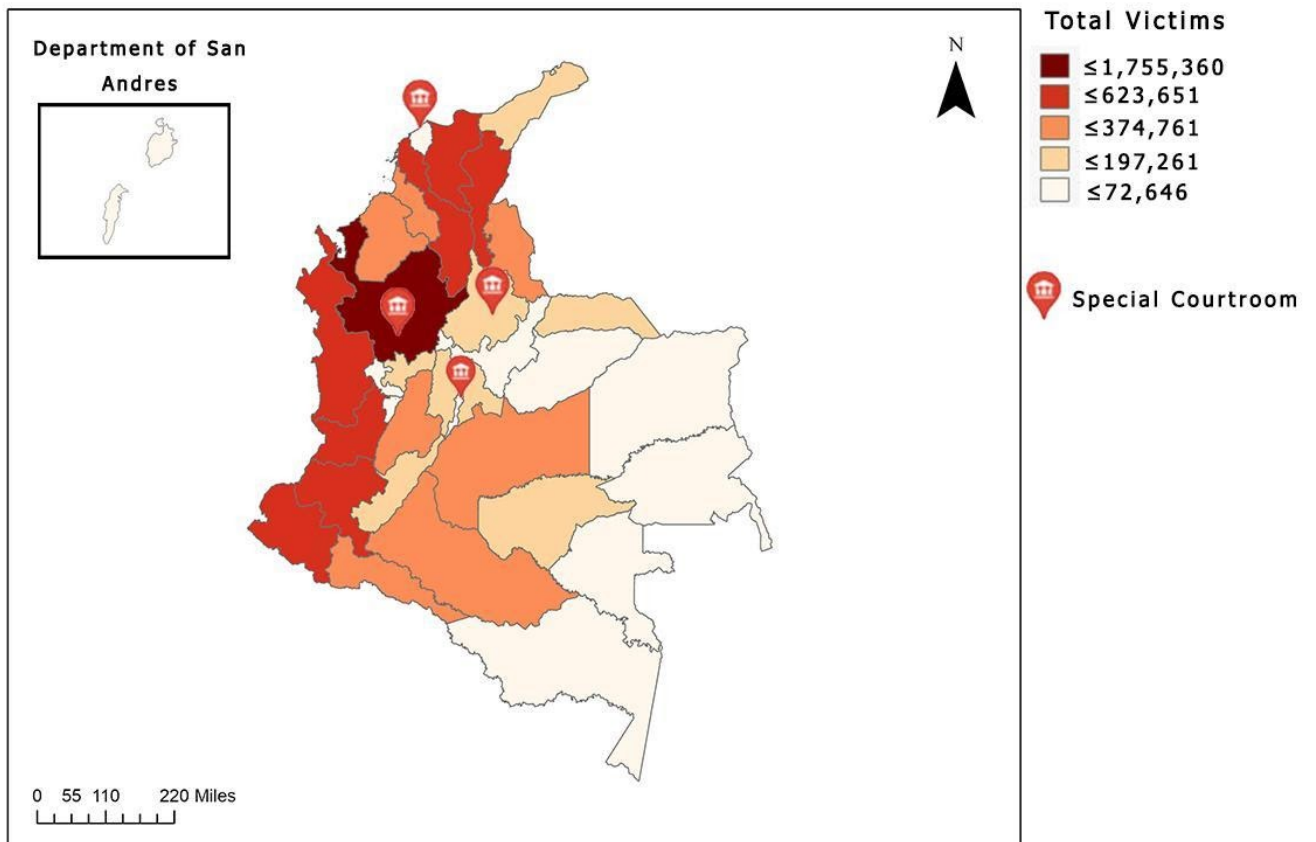 Department of San
Andres
N
Total Victims
≤1,755,360
≤623,651
≤374,761
≤197,261
≤72,646
Special Courtroom
0 55 110 220 Miles